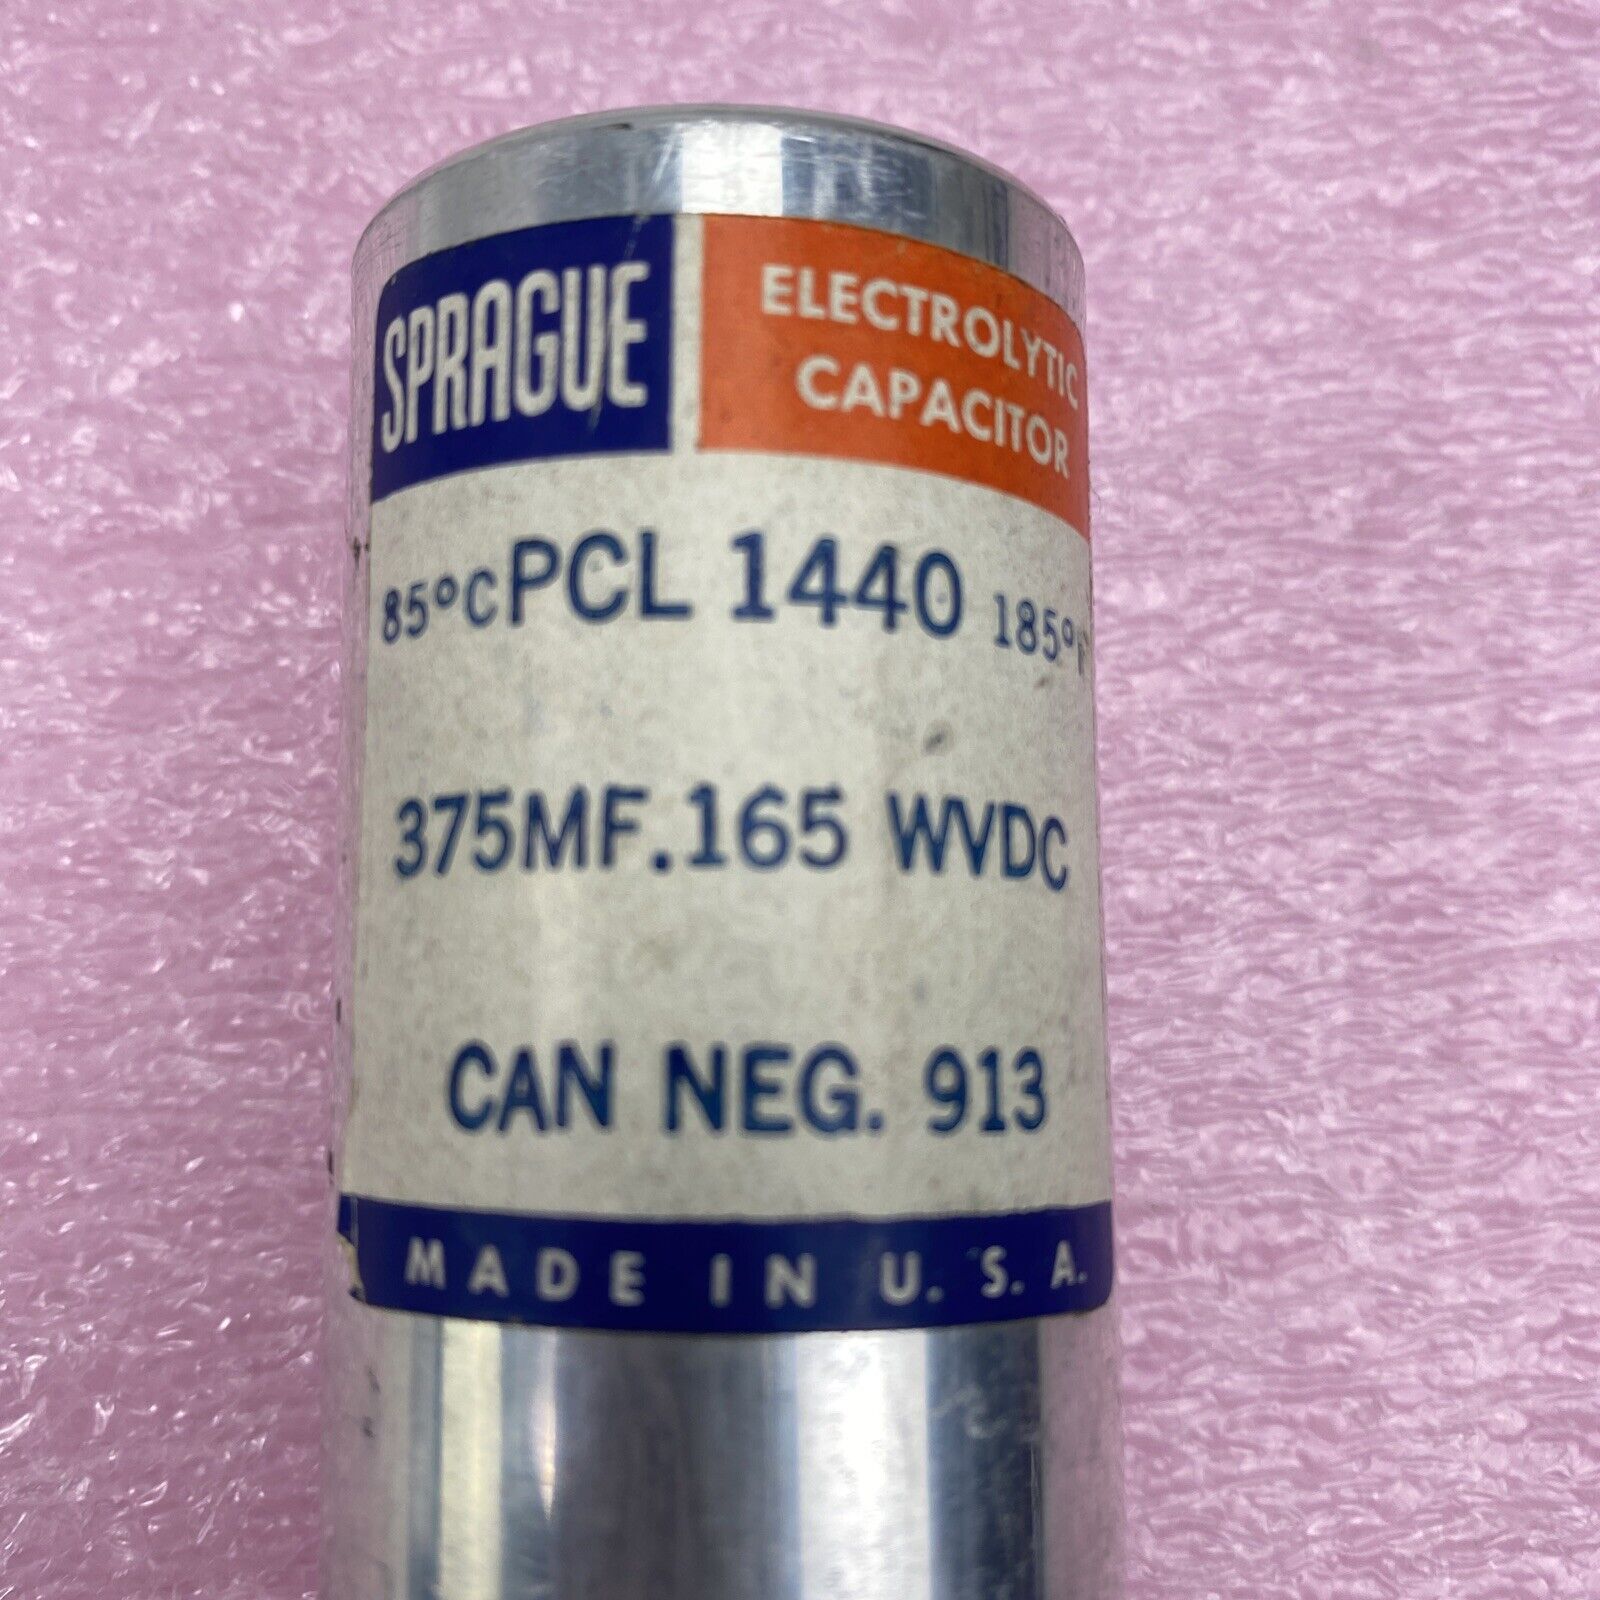 SPRAGUE
ELECTROLYTIC
CAPACITOR
85°C PCL 1440 185°F
375MF.165 WVDC
CAN NEG. 913
MADE IN U.S.A.